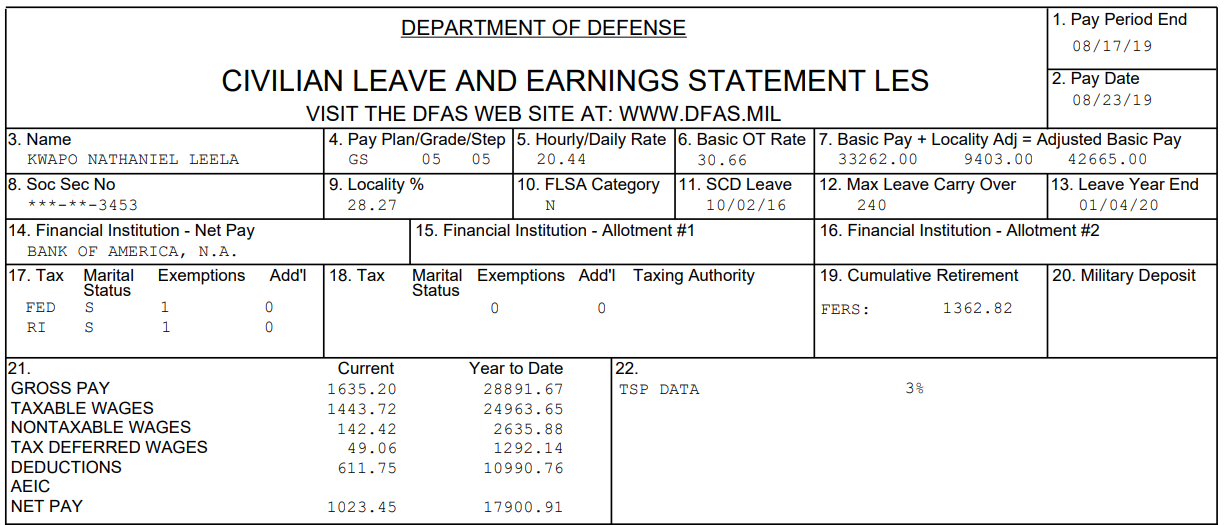 DEPARTMENT OF DEFENSE
CIVILIAN LEAVE AND EARNINGS STATEMENT LES
VISIT THE DFAS WEB SITE AT: WWW.DFAS.MIL
1. Pay Period End
08/17/19
2. Pay Date
08/23/19
3. Name
KWAPO NATHANIEL LEELA
4. Pay Plan/Grade/Step
GS 05 05
5. Hourly/Daily Rate
20.44
6. Basic OT Rate
30.66
7. Basic Pay + Locality Adj = Adjusted Basic Pay
33262.00 9403.00 42665.00
8. Soc Sec No
***-**-3453
9. Locality %
28.27
10. FLSA Category
N
11. SCD Leave
10/02/16
12. Max Leave Carry Over
240
13. Leave Year End
01/04/20
14. Financial Institution - Net Pay
BANK OF AMERICA, N.A.
15. Financial Institution - Allotment #1
16. Financial Institution - Allotment #2
17. Tax Marital Status Exemptions Add'l
FED S 1 0
RI S 1 0
18. Tax Marital Status Exemptions Add'l Taxing Authority
0 0
19. Cumulative Retirement
FERS: 1362.82
20. Military Deposit
21. Current Year to Date
GROSS PAY 1635.20 28891.67
TAXABLE WAGES 1443.72 24963.65
NONTAXABLE WAGES 142.42 2635.88
TAX DEFERRED WAGES 49.06 1292.14
DEDUCTIONS 611.75 10990.76
AEIC
NET PAY 1023.45 17900.91
22.
TSP DATA 3%